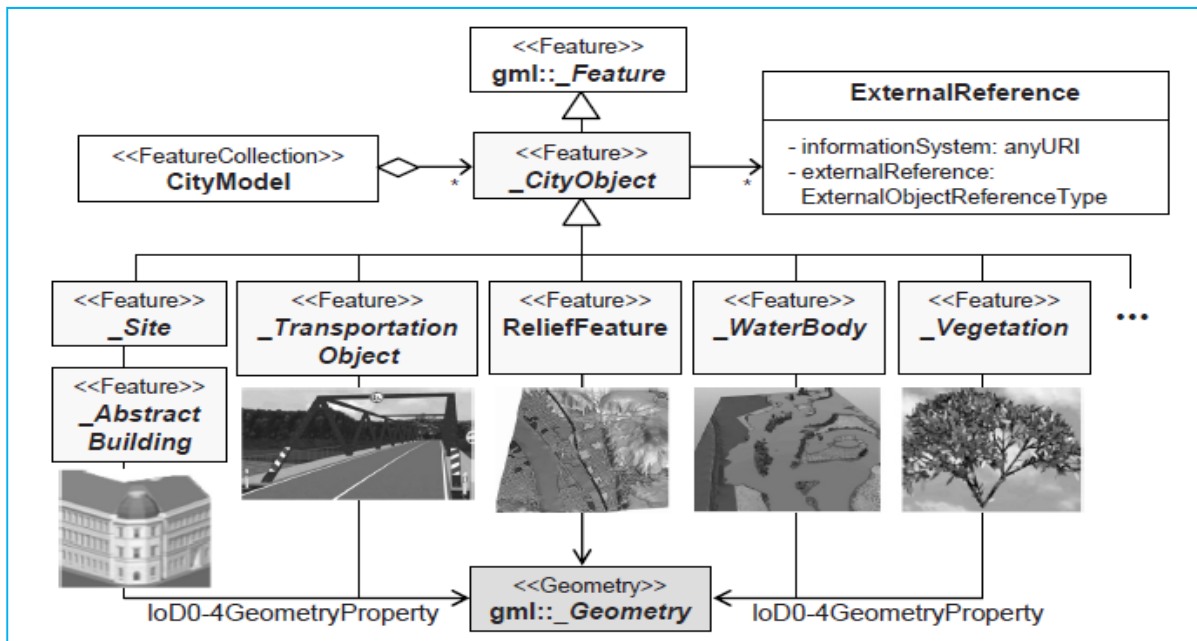 <<Feature>>
gml::_Feature
ExternalReference
- informationSystem: anyURI
- externalReference:
ExternalObjectReferenceType
<<FeatureCollection>>
CityModel
*
<<Feature>>
_CityObject
*
<<Feature>>
_Site
<<Feature>>
_Transportation
Object
<<Feature>>
ReliefFeature
<<Feature>>
_WaterBody
<<Feature>>
_Vegetation
...
<<Feature>>
_Abstract
Building
<<Geometry>>
gml::_Geometry
loD0-4GeometryProperty
loD0-4GeometryProperty